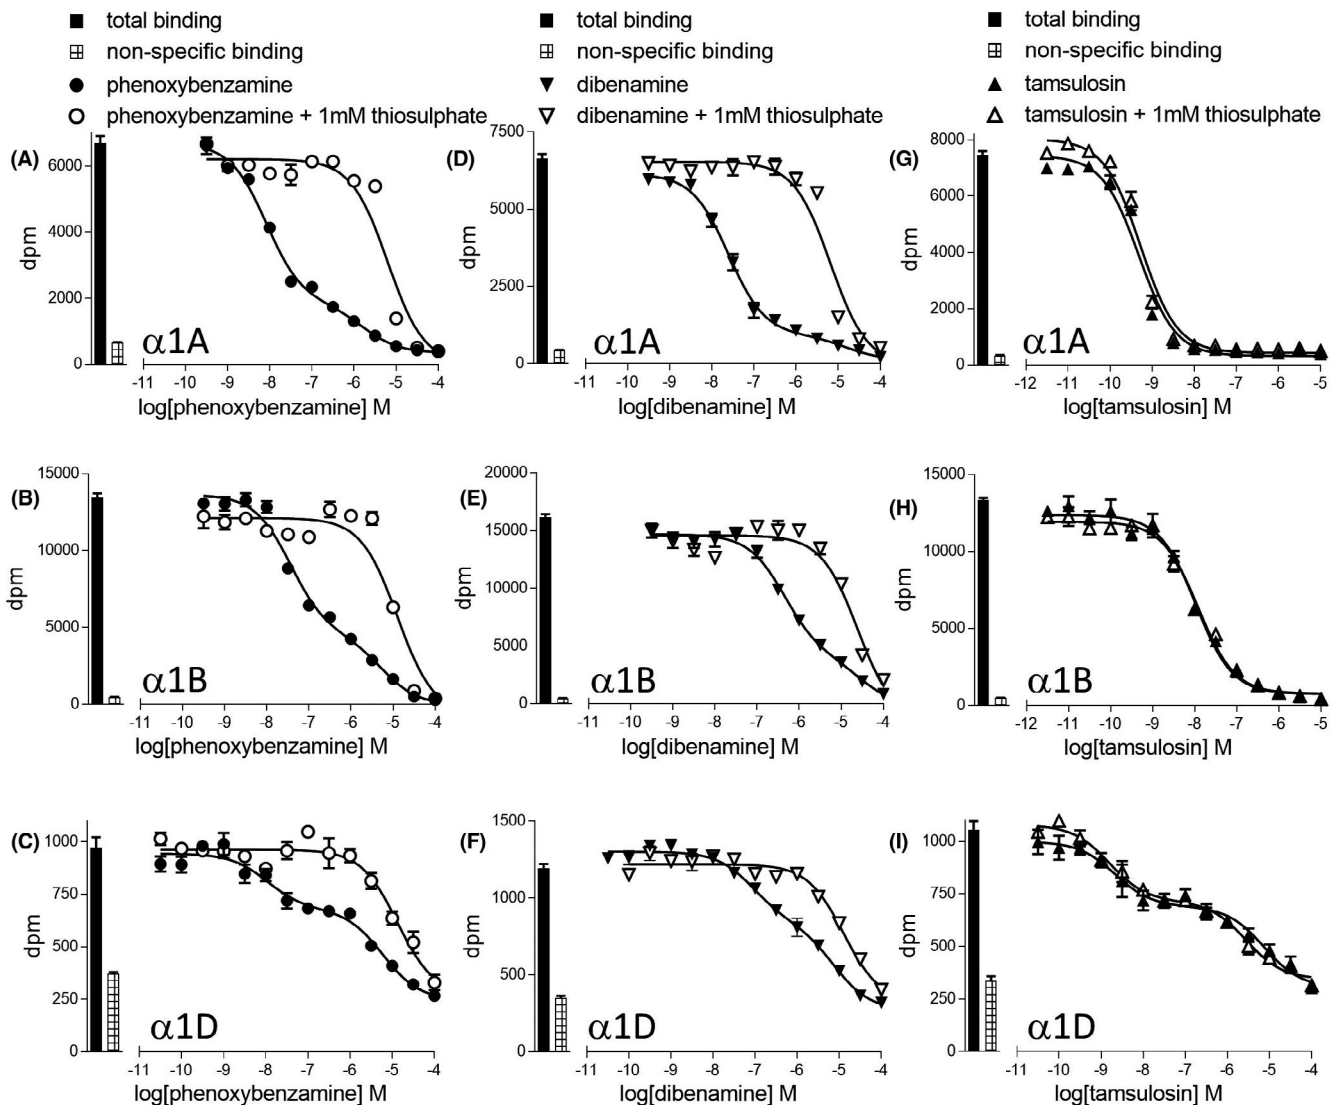 total binding
non-specific binding
phenoxybenzamine
phenoxybenzamine + 1mM thiosulphate
total binding
non-specific binding
dibenamine
dibenamine + 1mM thiosulphate
total binding
non-specific binding
tamsulosin
tamsulosin + 1mM thiosulphate
(A)
6000
4000
2000
0
dpm
α1A
-11 -10 -9 -8 -7 -6 -5 -4
log[phenoxybenzamine] M
(D)
7500
5000
2500
0
dpm
α1A
-11 -10 -9 -8 -7 -6 -5 -4
log[dibenamine] M
(G)
8000
6000
4000
2000
0
dpm
α1A
-12 -11 -10 -9 -8 -7 -6 -5
log[tamsulosin] M
(B)
15000
10000
5000
0
dpm
α1B
-11 -10 -9 -8 -7 -6 -5 -4
log[phenoxybenzamine] M
(E)
20000
15000
10000
5000
0
dpm
α1B
-11 -10 -9 -8 -7 -6 -5 -4
log[dibenamine] M
(H)
15000
10000
5000
0
dpm
α1B
-12 -11 -10 -9 -8 -7 -6 -5
log[tamsulosin] M
(C)
1000
750
500
250
0
dpm
α1D
-11 -10 -9 -8 -7 -6 -5 -4
log[phenoxybenzamine] M
(F)
1500
1000
500
0
dpm
α1D
-11 -10 -9 -8 -7 -6 -5 -4
log[dibenamine] M
(I)
1000
750
500
250
0
dpm
α1D
-11 -10 -9 -8 -7 -6 -5 -4
log[tamsulosin] M